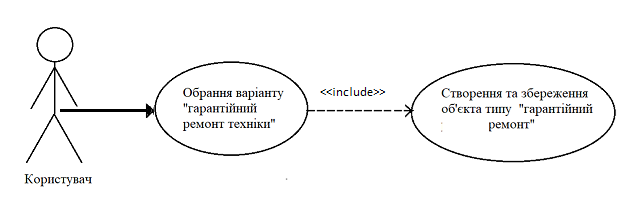 Обрання варіанту
"гарантійний
ремонт техніки"
<<include>>
Створення та збереження
об'єкта типу "гарантійний
ремонт"
Користувач